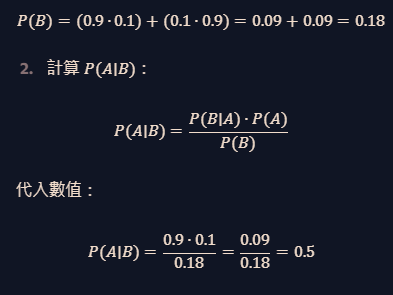 P(B) = (0.9·0.1) + (0.1·0.9) = 0.09 + 0.09 = 0.18
2. 計算 P(A|B)：
P(A|B) = P(B|A)·P(A) / P(B)
代入數值：
P(A|B) = 0.9·0.1 / 0.18 = 0.09 / 0.18 = 0.5